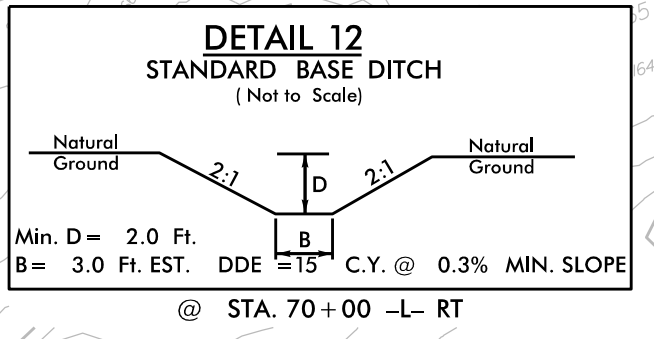 DETAIL 12
STANDARD BASE DITCH
( Not to Scale)
Natural
Ground
2:1
D
2:1
Natural
Ground
Min. D = 2.0 Ft.
B
B = 3.0 Ft. EST. DDE =15 C.Y. @ 0.3% MIN. SLOPE
@ STA. 70+00 -L- RT